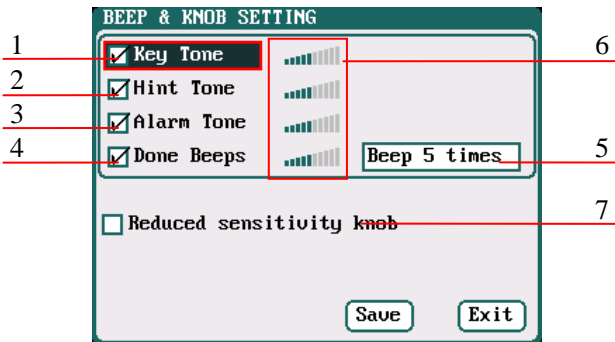 BEEP & KNOB SETTING
1 Key Tone 6
2 Hint Tone
3 Alarm Tone
4 Done Beeps Beep 5 times 5
Reduced sensitivity knob 7
Save Exit